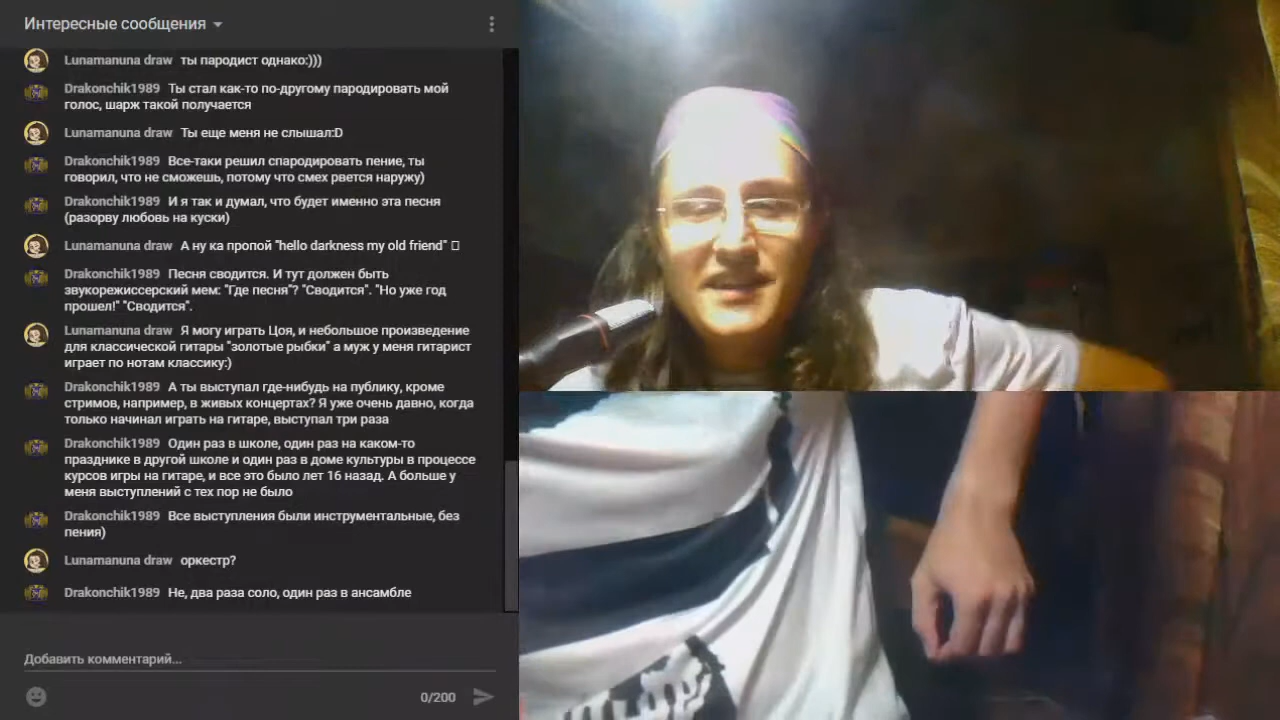 Интересные сообщения
Lunamanuna draw ты пародист однако:)))
Drakonchik1989 Ты стал как-то по-другому пародировать мой
голос, шарж такой получается
Lunamanuna draw Ты еще меня не слышал:D
Drakonchik1989 Все-таки решил спародировать пение, ты
говорил, что не сможешь, потому что смех рвется наружу)
Drakonchik1989 И я так и думал, что будет именно эта песня
(разорву любовь на куски)
Lunamanuna draw А ну ка пропой "hello darkness my old friend"
Drakonchik1989 Песня сводится. И тут должен быть
звукорежиссерский мем: "Где песня"? "Сводится". "Но уже год
прошел!" "Сводится".
Lunamanuna draw Я могу играть Цоя, и небольшое произведение
для классической гитары "золотые рыбки" а муж у меня гитарист
играет по нотам классику:)
Drakonchik1989 А ты выступал где-нибудь на публику, кроме
стримов, например, в живых концертах? Я уже очень давно, когда
только начинал играть на гитаре, выступал три раза
Drakonchik1989 Один раз в школе, один раз на каком-то
празднике в другой школе и один раз в доме культуры в процессе
курсов игры на гитаре, и все это было лет 16 назад. А больше у
меня выступлений с тех пор не было
Drakonchik1989 Все выступления были инструментальные, без
пения)
Lunamanuna draw оркестр?
Drakonchik1989 Не, два раза соло, один раз в ансамбле
Добавить комментарий...
0/200